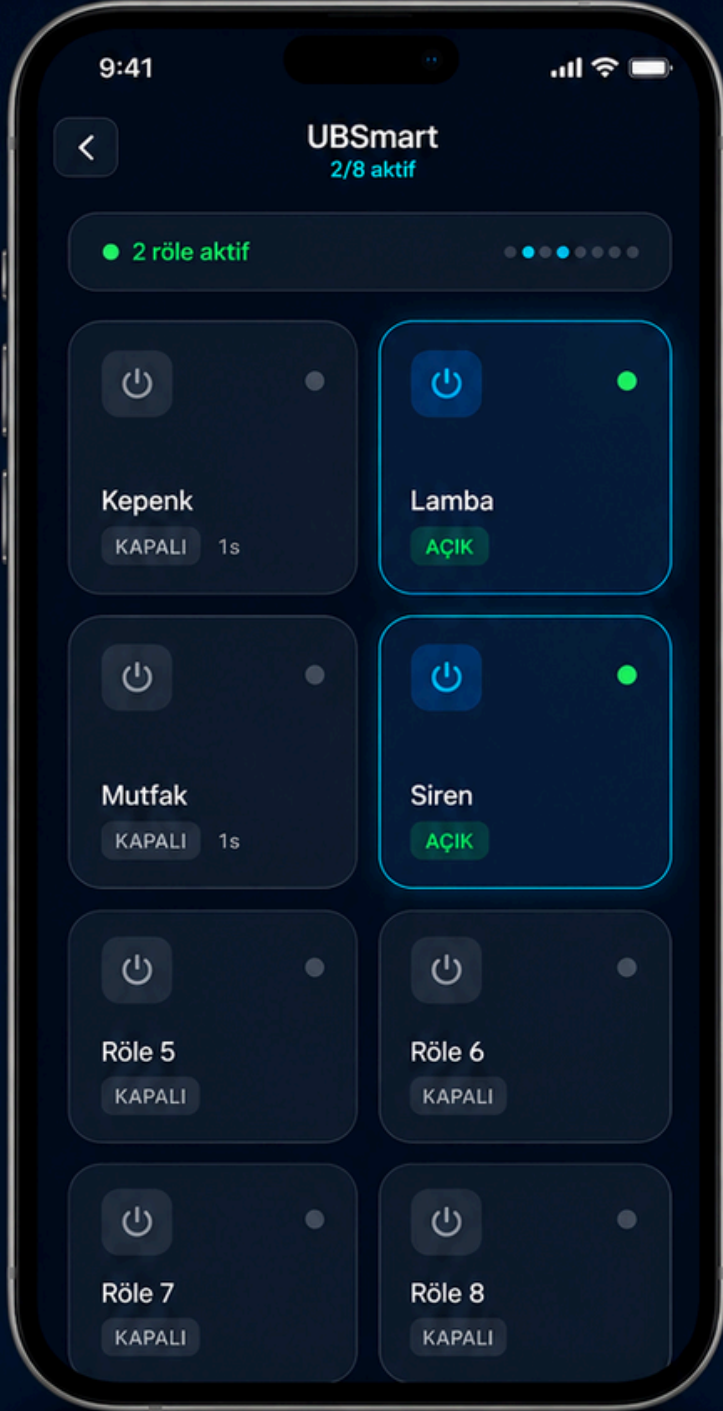 9:41
UBSmart
2/8 aktif
2 röle aktif
Kepenk
KAPALI 1s
Lamba
AÇIK
Mutfak
KAPALI 1s
Siren
AÇIK
Röle 5
KAPALI
Röle 6
KAPALI
Röle 7
KAPALI
Röle 8
KAPALI